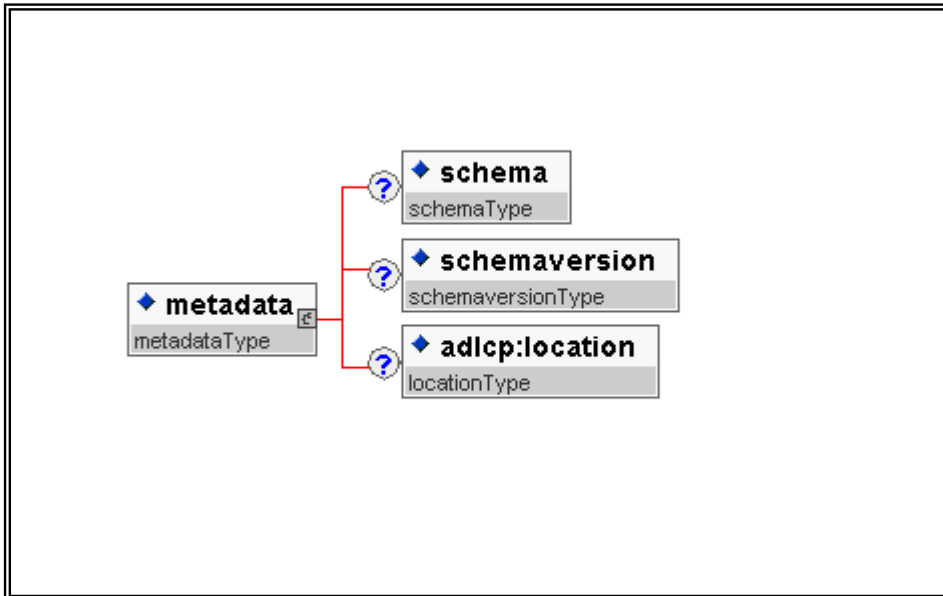 schema
schemaType
schemaversion
schemaversionType
metadata
metadataType
adlcp:location
locationType
?
?
?